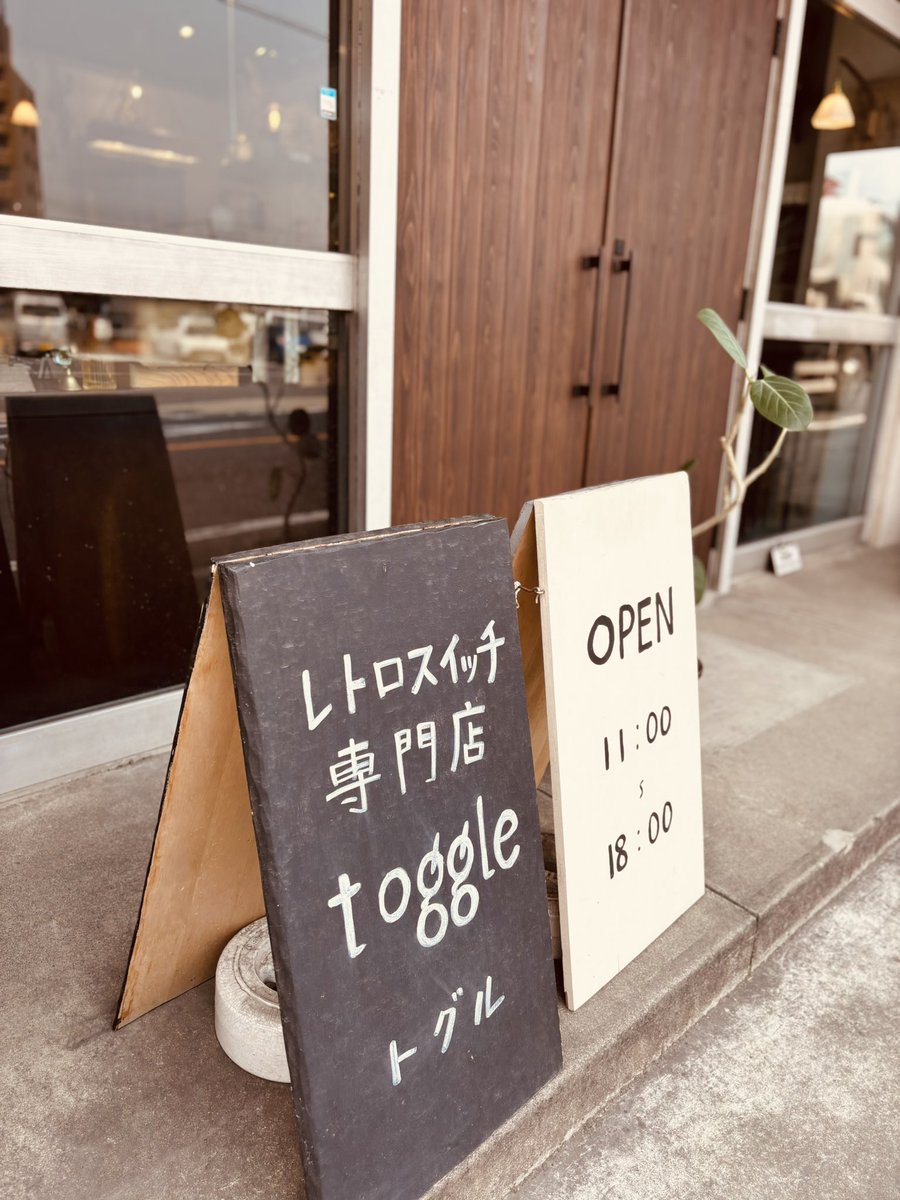 レトロスイッチ
専門店
toggle
トグル
OPEN
11:00
〜
18:00